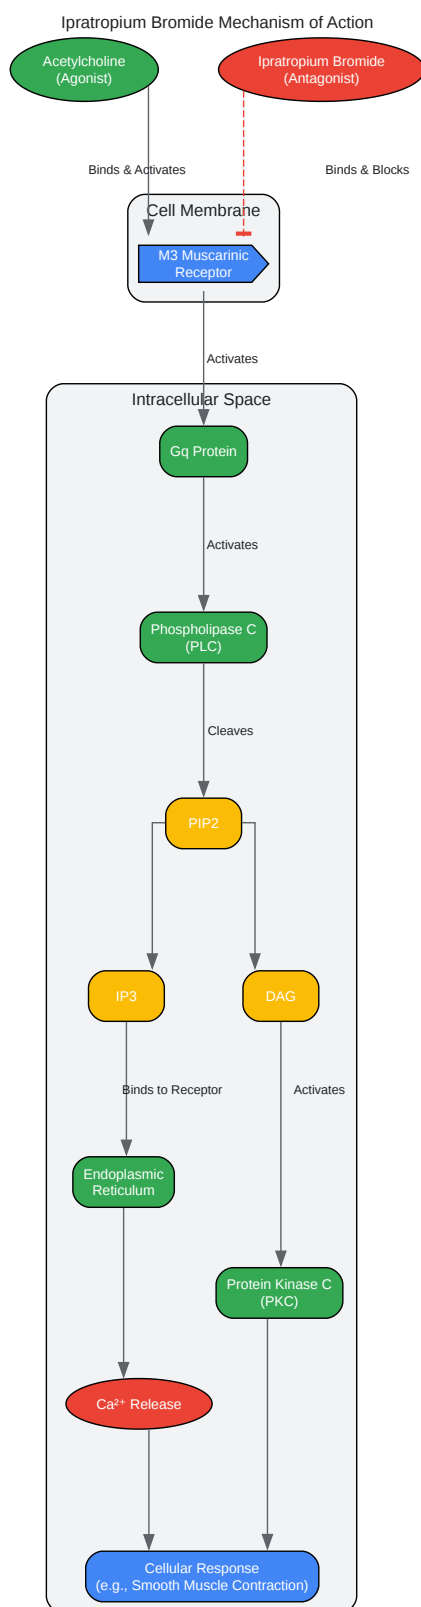 Ipratropium Bromide Mechanism of Action
Acetylcholine
(Agonist)
Ipratropium Bromide
(Antagonist)
Binds & Activates
Binds & Blocks
Cell Membrane
M3 Muscarinic
Receptor
Activates
Intracellular Space
Gq Protein
Activates
Phospholipase C
(PLC)
Cleaves
PIP2
IP3
DAG
Binds to Receptor
Activates
Endoplasmic
Reticulum
Protein Kinase C
(PKC)
Ca²⁺ Release
Cellular Response
(e.g., Smooth Muscle Contraction)